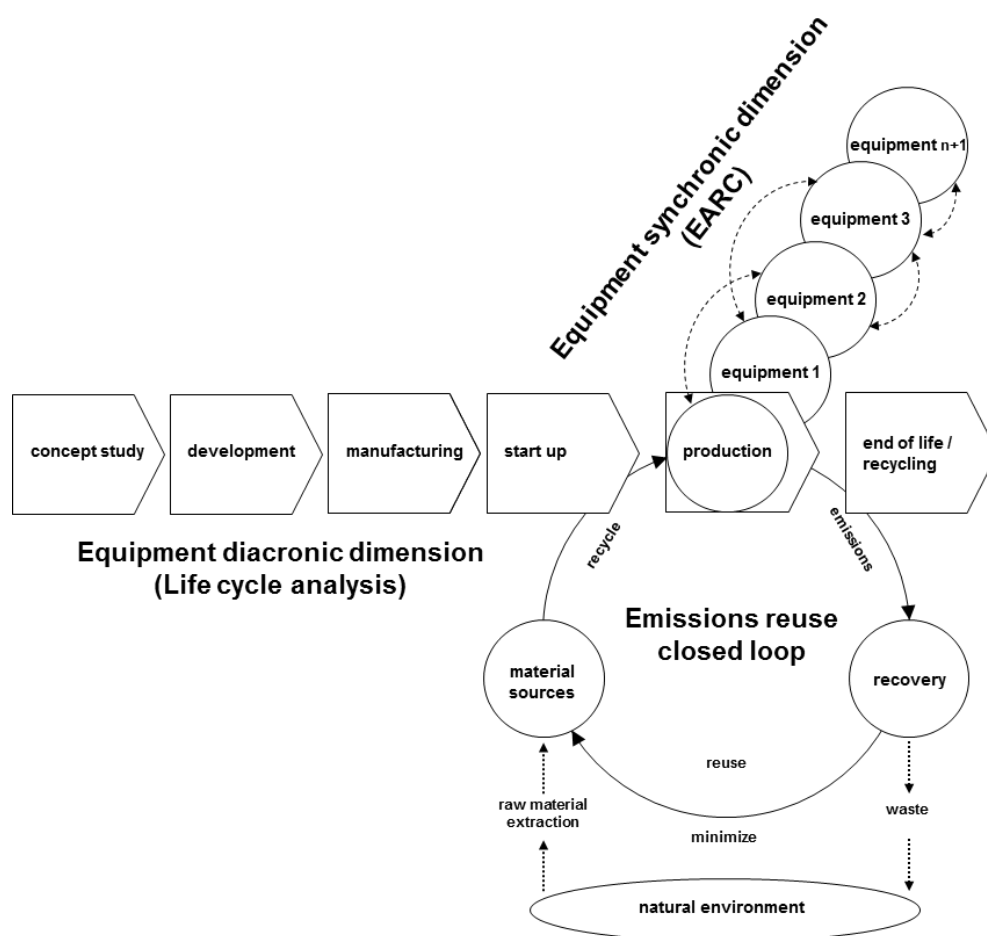 Equipment synchronic dimension
(EARC)
equipment n+1
equipment 3
equipment 2
equipment 1
concept study
development
manufacturing
start up
production
end of life /
recycling
Equipment diacronic dimension
(Life cycle analysis)
recycle
emissions
Emissions reuse
closed loop
material
sources
recovery
reuse
raw material
extraction
waste
minimize
natural environment